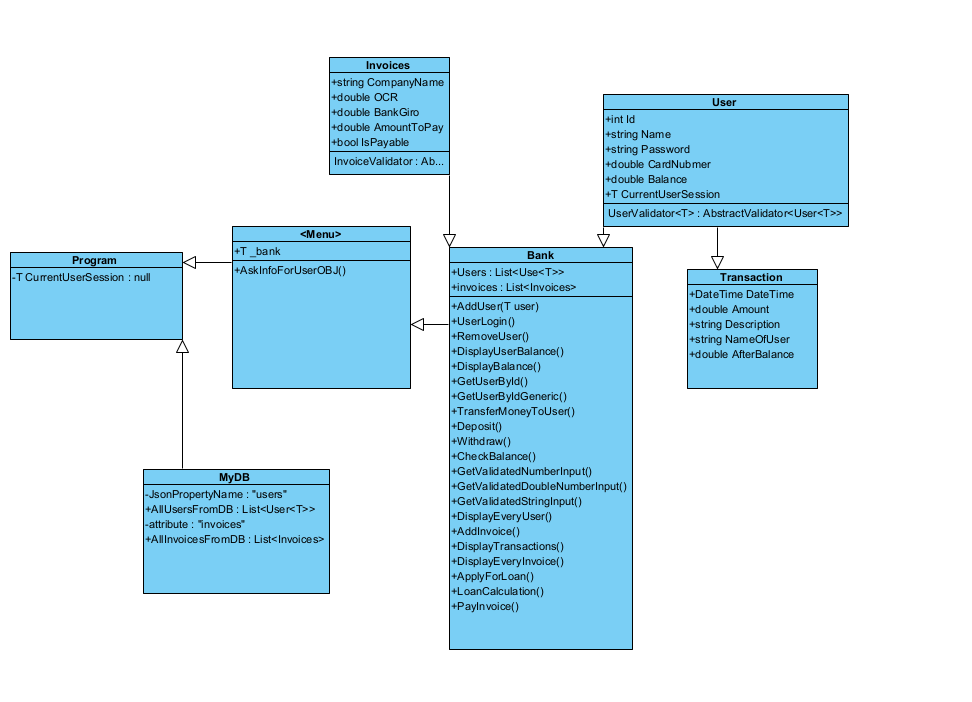 Invoices
+string CompanyName
+double OCR
+double BankGiro
+double AmountToPay
+bool IsPayable
InvoiceValidator : Ab...
User
+int Id
+string Name
+string Password
+double CardNubmer
+double Balance
+T CurrentUserSession
UserValidator<T> : AbstractValidator<User<T>>
<Menu>
+T _bank
+AskInfoForUserOBJ()
Program
-T CurrentUserSession : null
Bank
+Users : List<Use<T>>
+invoices : List<Invoices>
+AddUser(T user)
+UserLogin()
+RemoveUser()
+DisplayUserBalance()
+DisplayBalance()
+GetUserById()
+GetUserByIdGeneric()
+TransferMoneyToUser()
+Deposit()
+Withdraw()
+CheckBalance()
+GetValidatedNumberInput()
+GetValidatedDoubleNumberInput()
+GetValidatedStringInput()
+DisplayEveryUser()
+AddInvoice()
+DisplayTransactions()
+DisplayEveryInvoice()
+ApplyForLoan()
+LoanCalculation()
+PayInvoice()
Transaction
+DateTime DateTime
+double Amount
+string Description
+string NameOfUser
+double AfterBalance
MyDB
-JsonPropertyName : "users"
+AllUsersFromDB : List<User<T>>
-attribute : "invoices"
+AllInvoicesFromDB : List<Invoices>